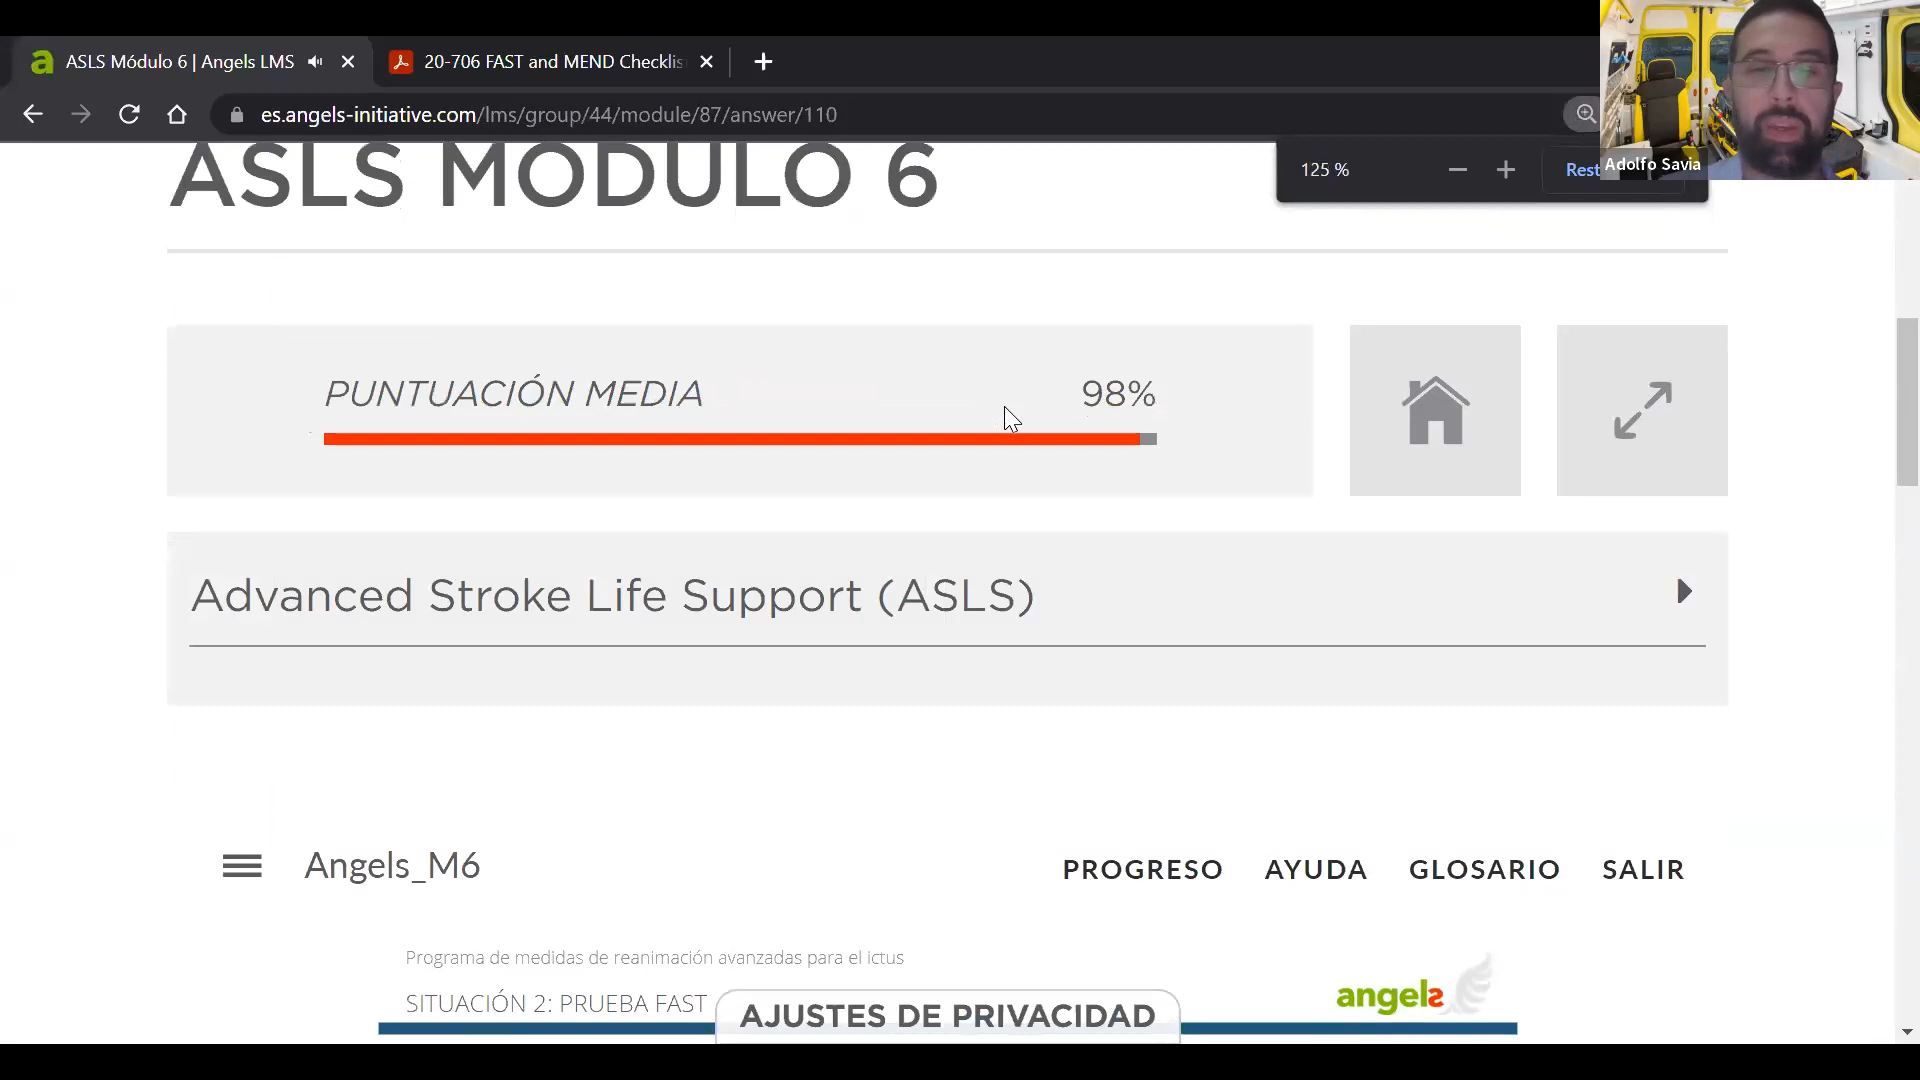 ASLS Módulo 6 | Angels LMS
20-706 FAST and MEND Checklis
es.angels-initiative.com/lms/group/44/module/87/answer/110
125 %
Rest
Adolfo Savia
ASLS MODULO 6
PUNTUACIÓN MEDIA 98%
Advanced Stroke Life Support (ASLS)
Angels_M6
PROGRESO AYUDA GLOSARIO SALIR
Programa de medidas de reanimación avanzadas para el ictus
SITUACIÓN 2: PRUEBA FAST
angels
AJUSTES DE PRIVACIDAD